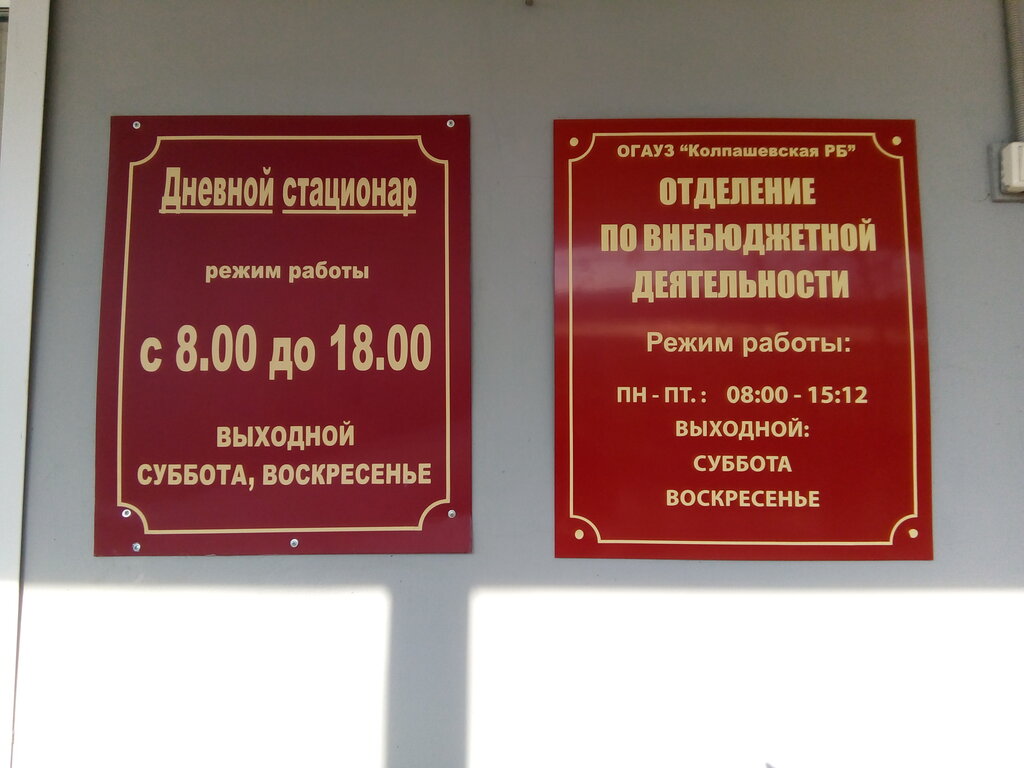 Дневной стационар
режим работы
с 8.00 до 18.00
ВЫХОДНОЙ
СУББОТА, ВОСКРЕСЕНЬЕ
ОГАУЗ "Колпашевская РБ"
ОТДЕЛЕНИЕ
ПО ВНЕБЮДЖЕТНОЙ
ДЕЯТЕЛЬНОСТИ
Режим работы:
ПН - ПТ. : 08:00 - 15:12
ВЫХОДНОЙ:
СУББОТА
ВОСКРЕСЕНЬЕ